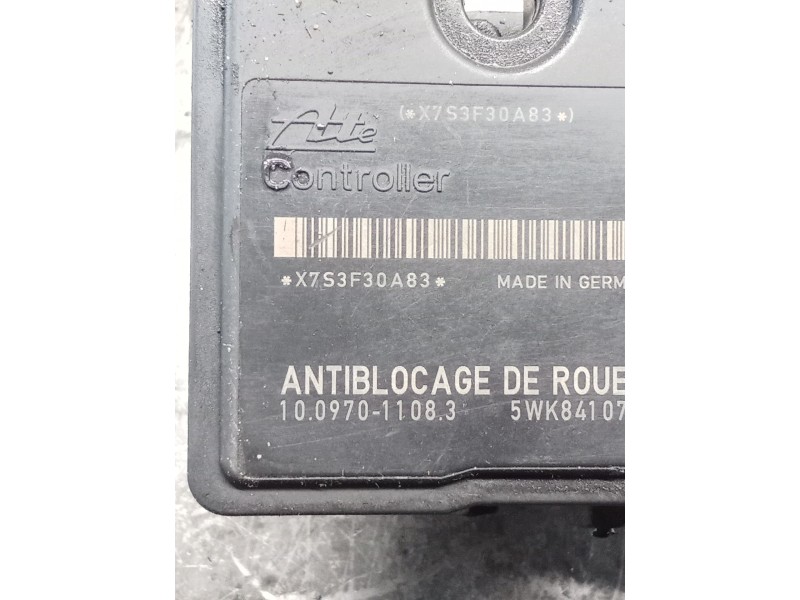 (*X7S3F30A83*)
Ate
Controller
*X7S3F30A83* MADE IN GERM
ANTIBLOCAGE DE ROUE
10.0970-1108.3 5WK84107